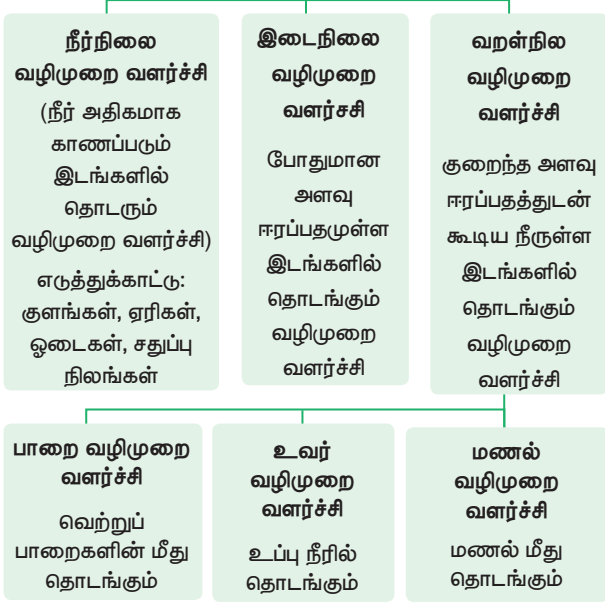 நீர்நிலை
வழிமுறை வளர்ச்சி
(நீர் அதிகமாக
காணப்படும்
இடங்களில்
தொடரும்
வழிமுறை வளர்ச்சி)
எடுத்துக்காட்டு:
குளங்கள், ஏரிகள்,
ஓடைகள், சதுப்பு
நிலங்கள்
இடைநிலை
வழிமுறை
வளர்சசி
போதுமான
அளவு
ஈரப்பதமுள்ள
இடங்களில்
தொடங்கும்
வழிமுறை
வளர்ச்சி
வறள்நில
வழிமுறை
வளர்ச்சி
குறைந்த அளவு
ஈரப்பதத்துடன்
கூடிய நீருள்ள
இடங்களில்
தொடங்கும்
வழிமுறை
வளர்ச்சி
பாறை வழிமுறை
வளர்ச்சி
வெற்றுப்
பாறைகளின் மீது
தொடங்கும்
உவர்
வழிமுறை
வளர்ச்சி
உப்பு நீரில்
தொடங்கும்
மணல்
வழிமுறை
வளர்ச்சி
மணல் மீது
தொடங்கும்